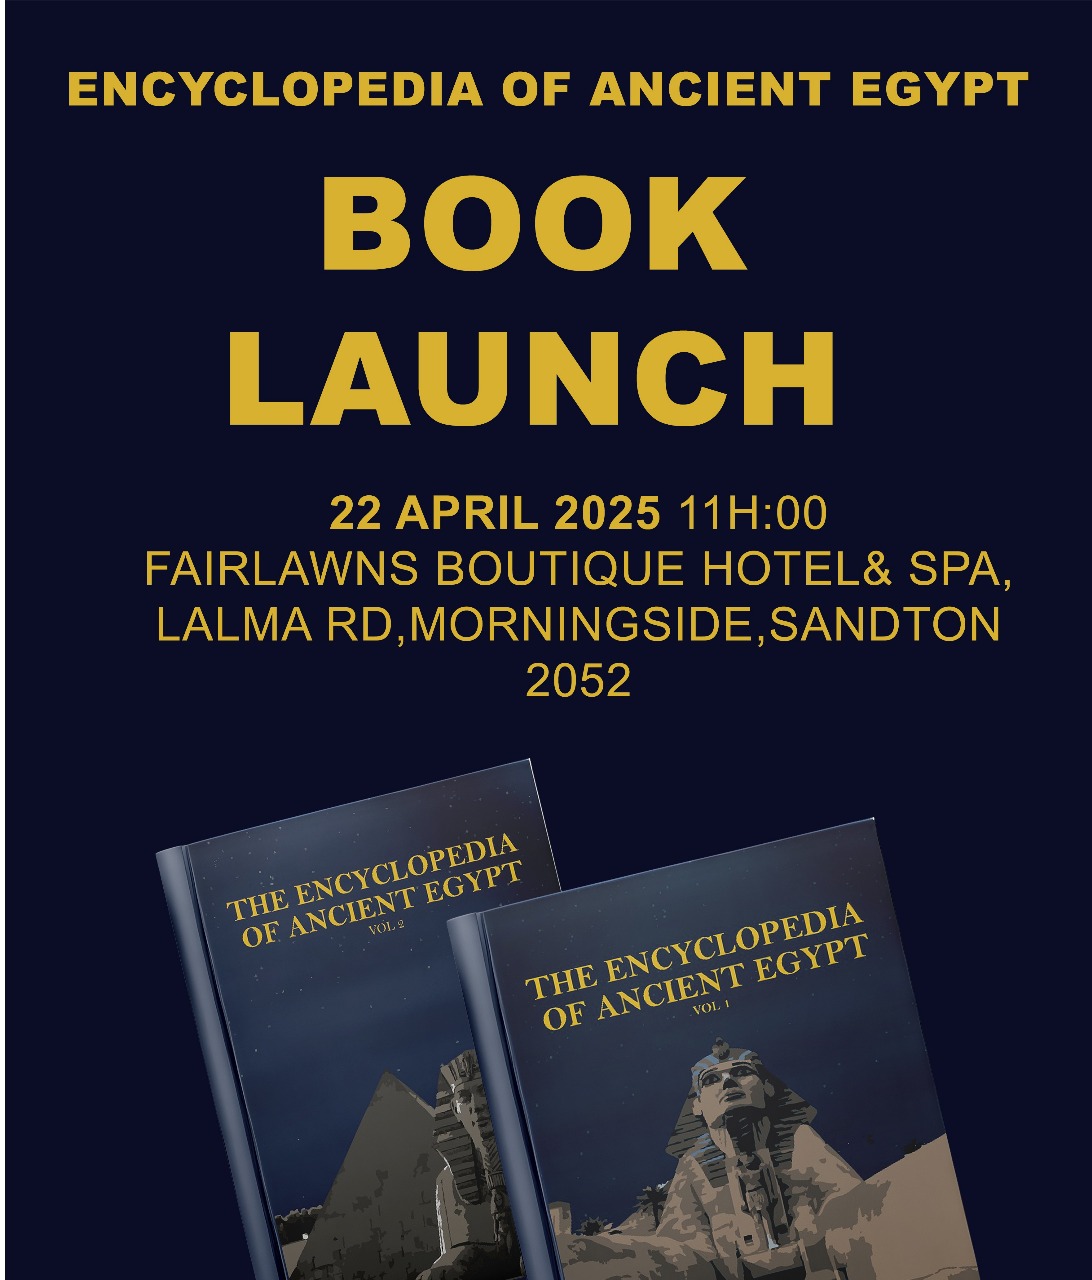 ENCYCLOPEDIA OF ANCIENT EGYPT
BOOK
LAUNCH
22 APRIL 2025 11H:00
FAIRLAWNS BOUTIQUE HOTEL& SPA,
LALMA RD,MORNINGSIDE,SANDTON
2052
THE ENCYCLOPEDIA
OF ANCIENT EGYPT
VOL 2
THE ENCYCLOPEDIA
OF ANCIENT EGYPT
VOL 1